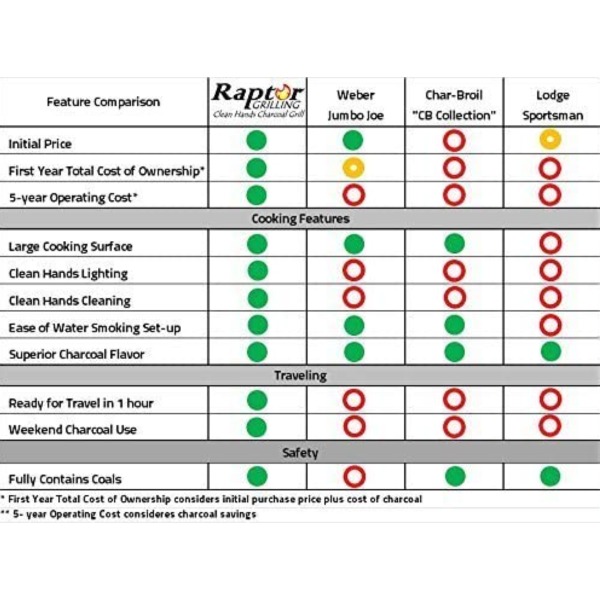 Feature Comparison
Raptor
GRILLING
Clean Hands Charcoal Grill
Weber
Jumbo Joe
Char-Broil
"CB Collection"
Lodge
Sportsman
Initial Price
First Year Total Cost of Ownership*
5-year Operating Cost*
Cooking Features
Large Cooking Surface
Clean Hands Lighting
Clean Hands Cleaning
Ease of Water Smoking Set-up
Superior Charcoal Flavor
Traveling
Ready for Travel in 1 hour
Weekend Charcoal Use
Safety
Fully Contains Coals
* First Year Total Cost of Ownership considers initial purchase price plus cost of charcoal
** 5- year Operating Cost consideres charcoal savings